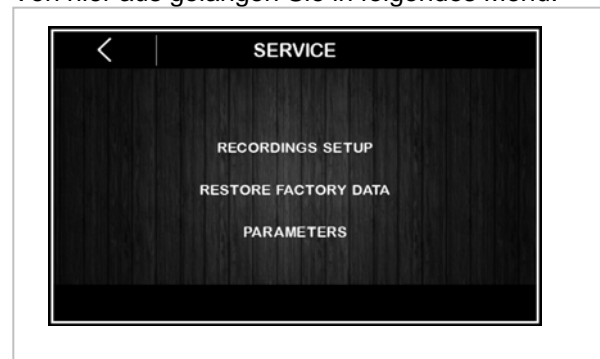 Von hier aus gelangen Sie in folgendes Menü:
SERVICE
RECORDINGS SETUP
RESTORE FACTORY DATA
PARAMETERS